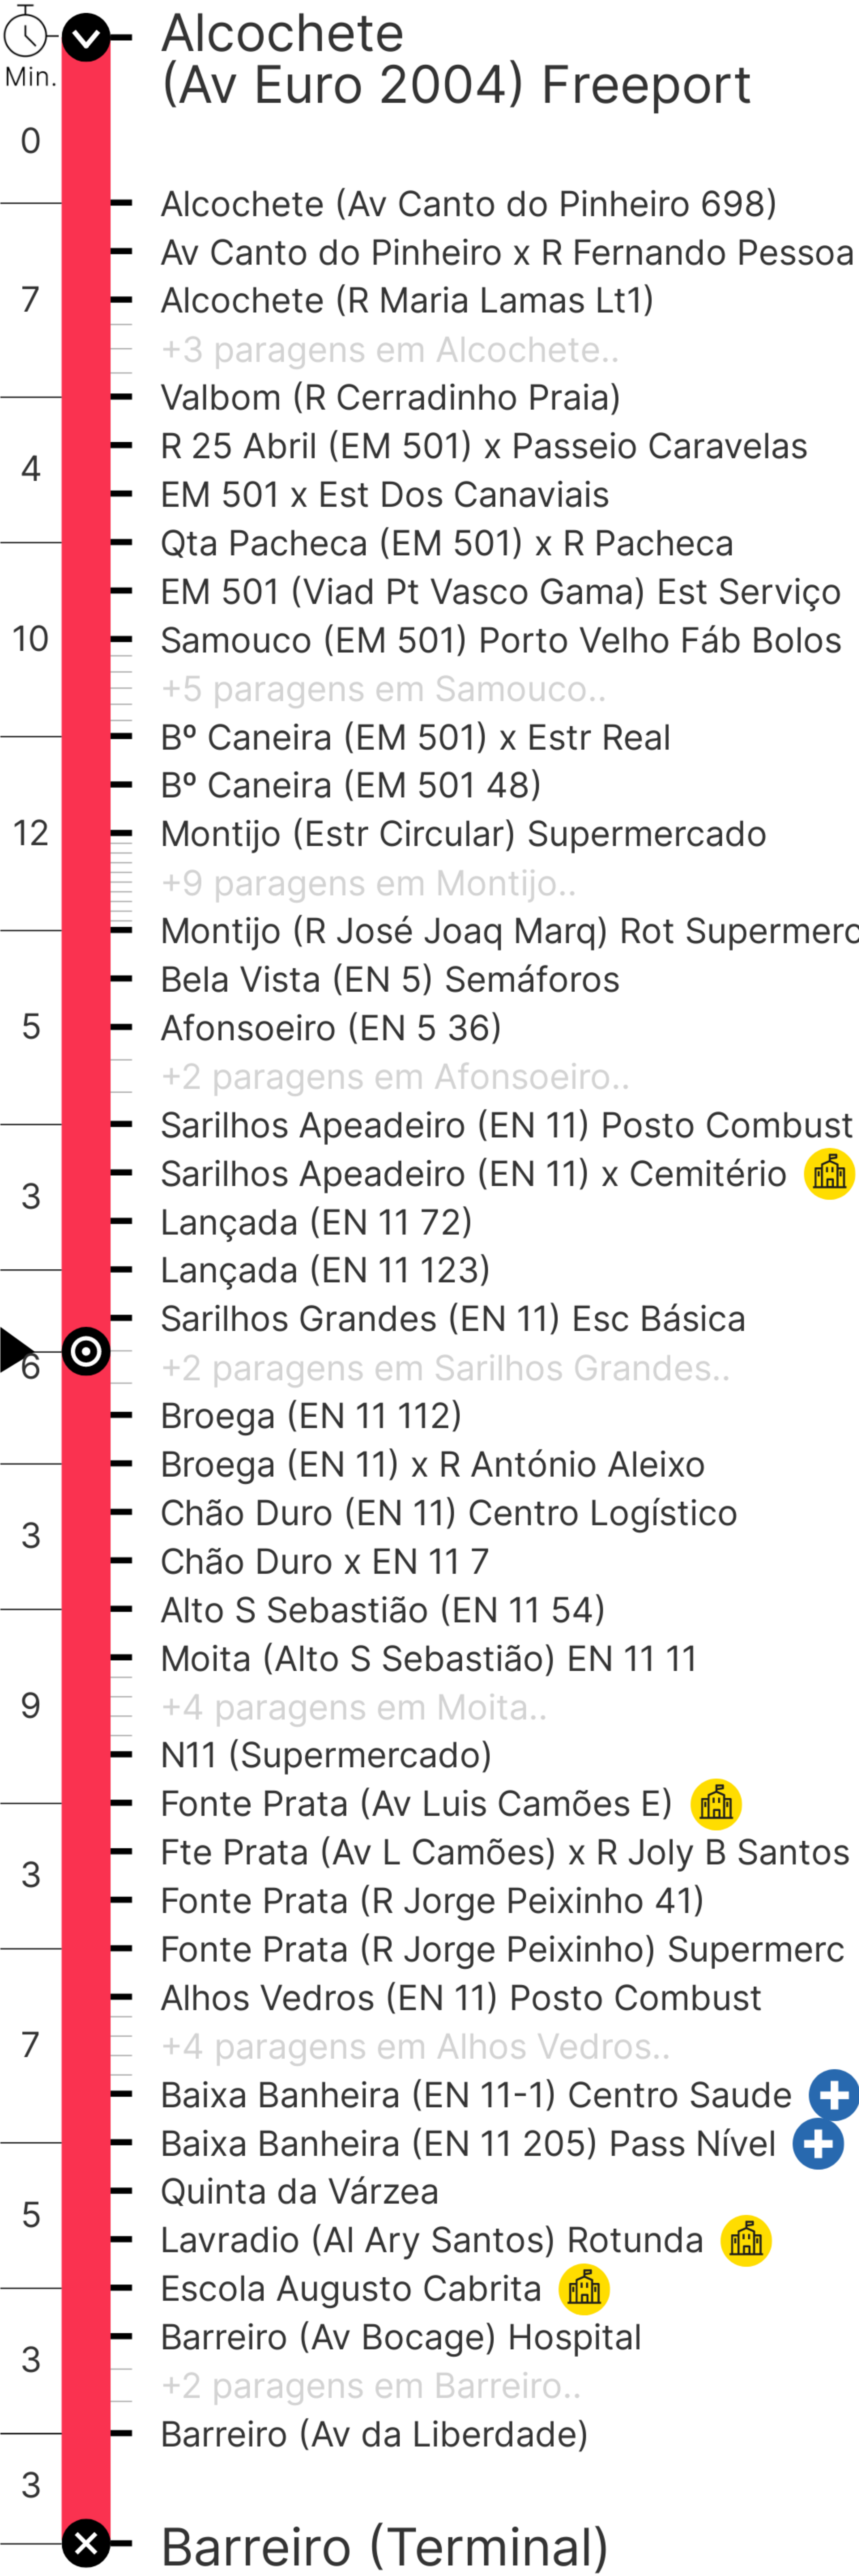 Alcochete
(Av Euro 2004) Freeport
Min.
0
Alcochete (Av Canto do Pinheiro 698)
Av Canto do Pinheiro x R Fernando Pessoa
7 Alcochete (R Maria Lamas Lt1)
+3 paragens em Alcochete..
Valbom (R Cerradinho Praia)
R 25 Abril (EM 501) x Passeio Caravelas
4
EM 501 x Est Dos Canaviais
Qta Pacheca (EM 501) x R Pacheca
EM 501 (Viad Pt Vasco Gama) Est Serviço
10 Samouco (EM 501) Porto Velho Fáb Bolos
+5 paragens em Samouco..
Bº Caneira (EM 501) x Estr Real
Bº Caneira (EM 501 48)
12 Montijo (Estr Circular) Supermercado
+9 paragens em Montijo..
Montijo (R José Joaq Marq) Rot Supermerc
Bela Vista (EN 5) Semáforos
5 Afonsoeiro (EN 5 36)
+2 paragens em Afonsoeiro..
Sarilhos Apeadeiro (EN 11) Posto Combust
Sarilhos Apeadeiro (EN 11) x Cemitério
3
Lançada (EN 11 72)
Lançada (EN 11 123)
Sarilhos Grandes (EN 11) Esc Básica
6 +2 paragens em Sarilhos Grandes..
Broega (EN 11 112)
Broega (EN 11) x R António Aleixo
Chão Duro (EN 11) Centro Logístico
3
Chão Duro x EN 11 7
Alto S Sebastião (EN 11 54)
Moita (Alto S Sebastião) EN 11 11
9 +4 paragens em Moita..
N11 (Supermercado)
Fonte Prata (Av Luis Camões E)
Fte Prata (Av L Camões) x R Joly B Santos
3
Fonte Prata (R Jorge Peixinho 41)
Fonte Prata (R Jorge Peixinho) Supermerc
Alhos Vedros (EN 11) Posto Combust
7 +4 paragens em Alhos Vedros..
Baixa Banheira (EN 11-1) Centro Saude
Baixa Banheira (EN 11 205) Pass Nível
Quinta da Várzea
5
Lavradio (Al Ary Santos) Rotunda
Escola Augusto Cabrita
Barreiro (Av Bocage) Hospital
3
+2 paragens em Barreiro..
Barreiro (Av da Liberdade)
3
Barreiro (Terminal)